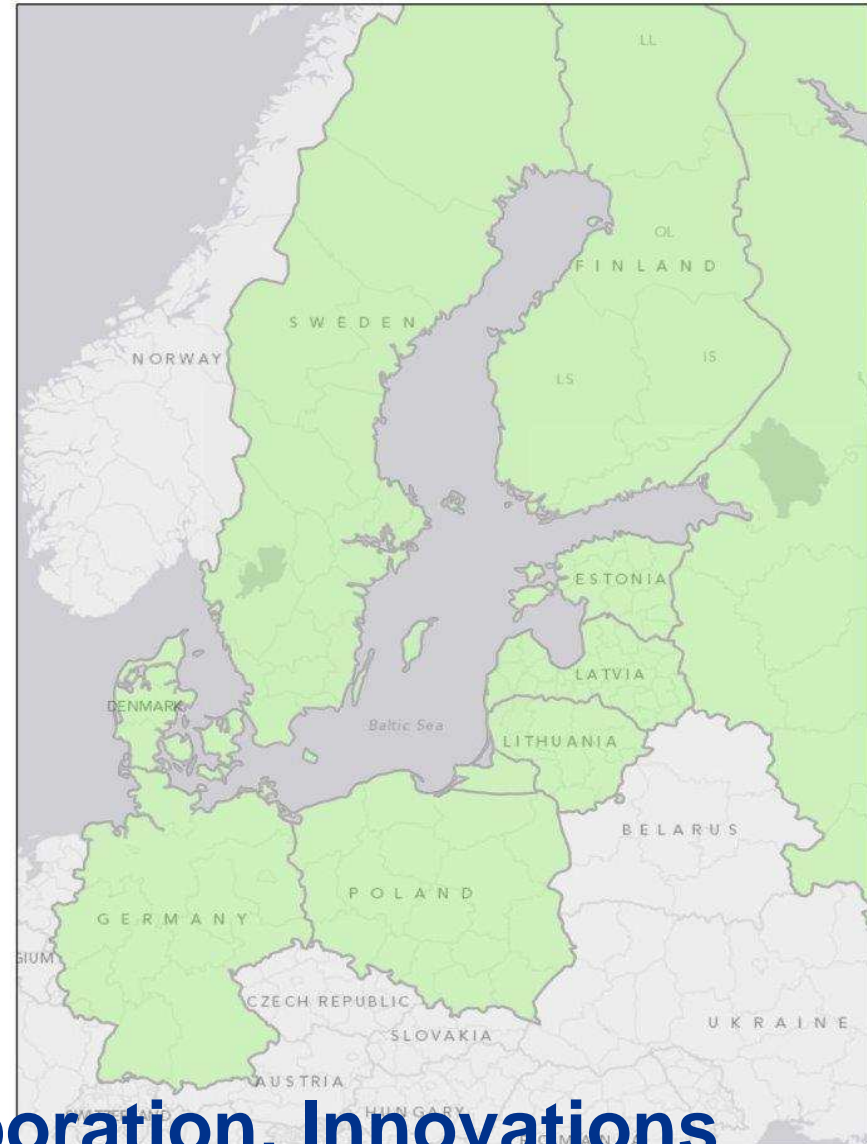 LL
OL
FINLAND
SWEDEN
NORWAY
IS
LS
ESTONIA
LATVIA
DENMARK
Baltic Sea
LITHUANIA
BELARUS
POLAND
GERMANY
GIUM
CZECH REPUBLIC
UKRAINE
SLOVAKIA
AUSTRIA
HUNGARY
oration, Innovations